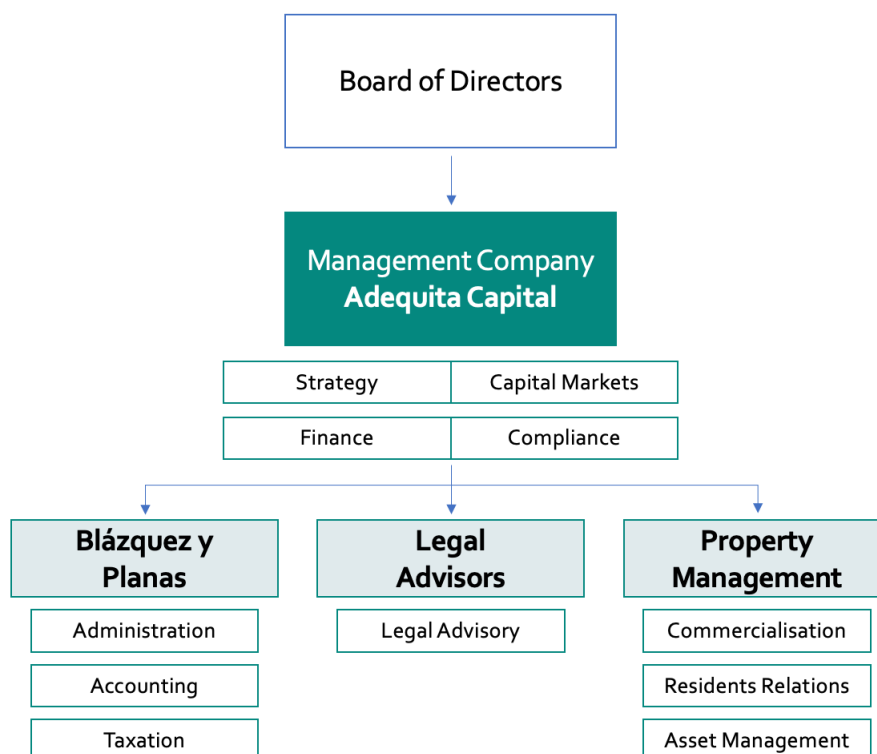 Board of Directors
Management Company
Adequita Capital
Strategy
Capital Markets
Finance
Compliance
Blázquez y
Planas
Legal
Advisors
Property
Management
Administration
Legal Advisory
Commercialisation
Accounting
Residents Relations
Taxation
Asset Management